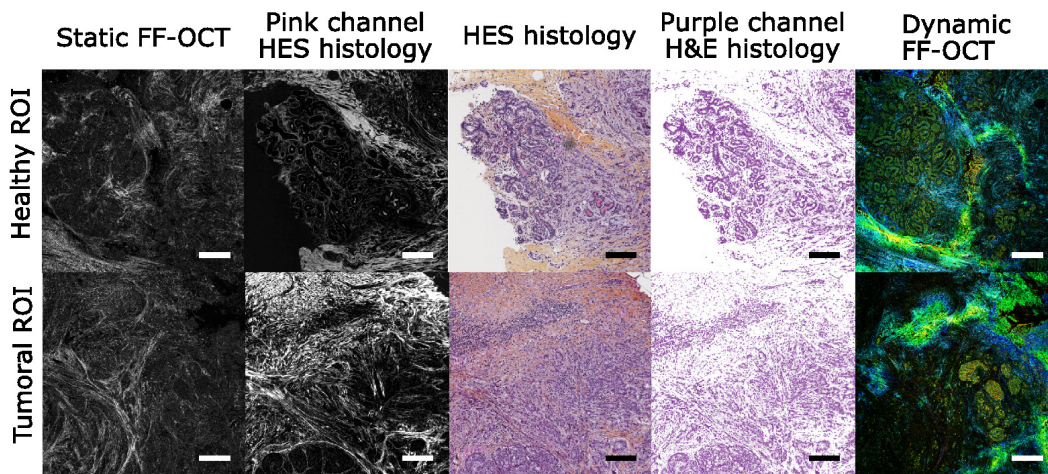 Static FF-OCT
Pink channel
HES histology
HES histology
Purple channel
H&E histology
Dynamic
FF-OCT
Healthy ROI
Tumoral ROI